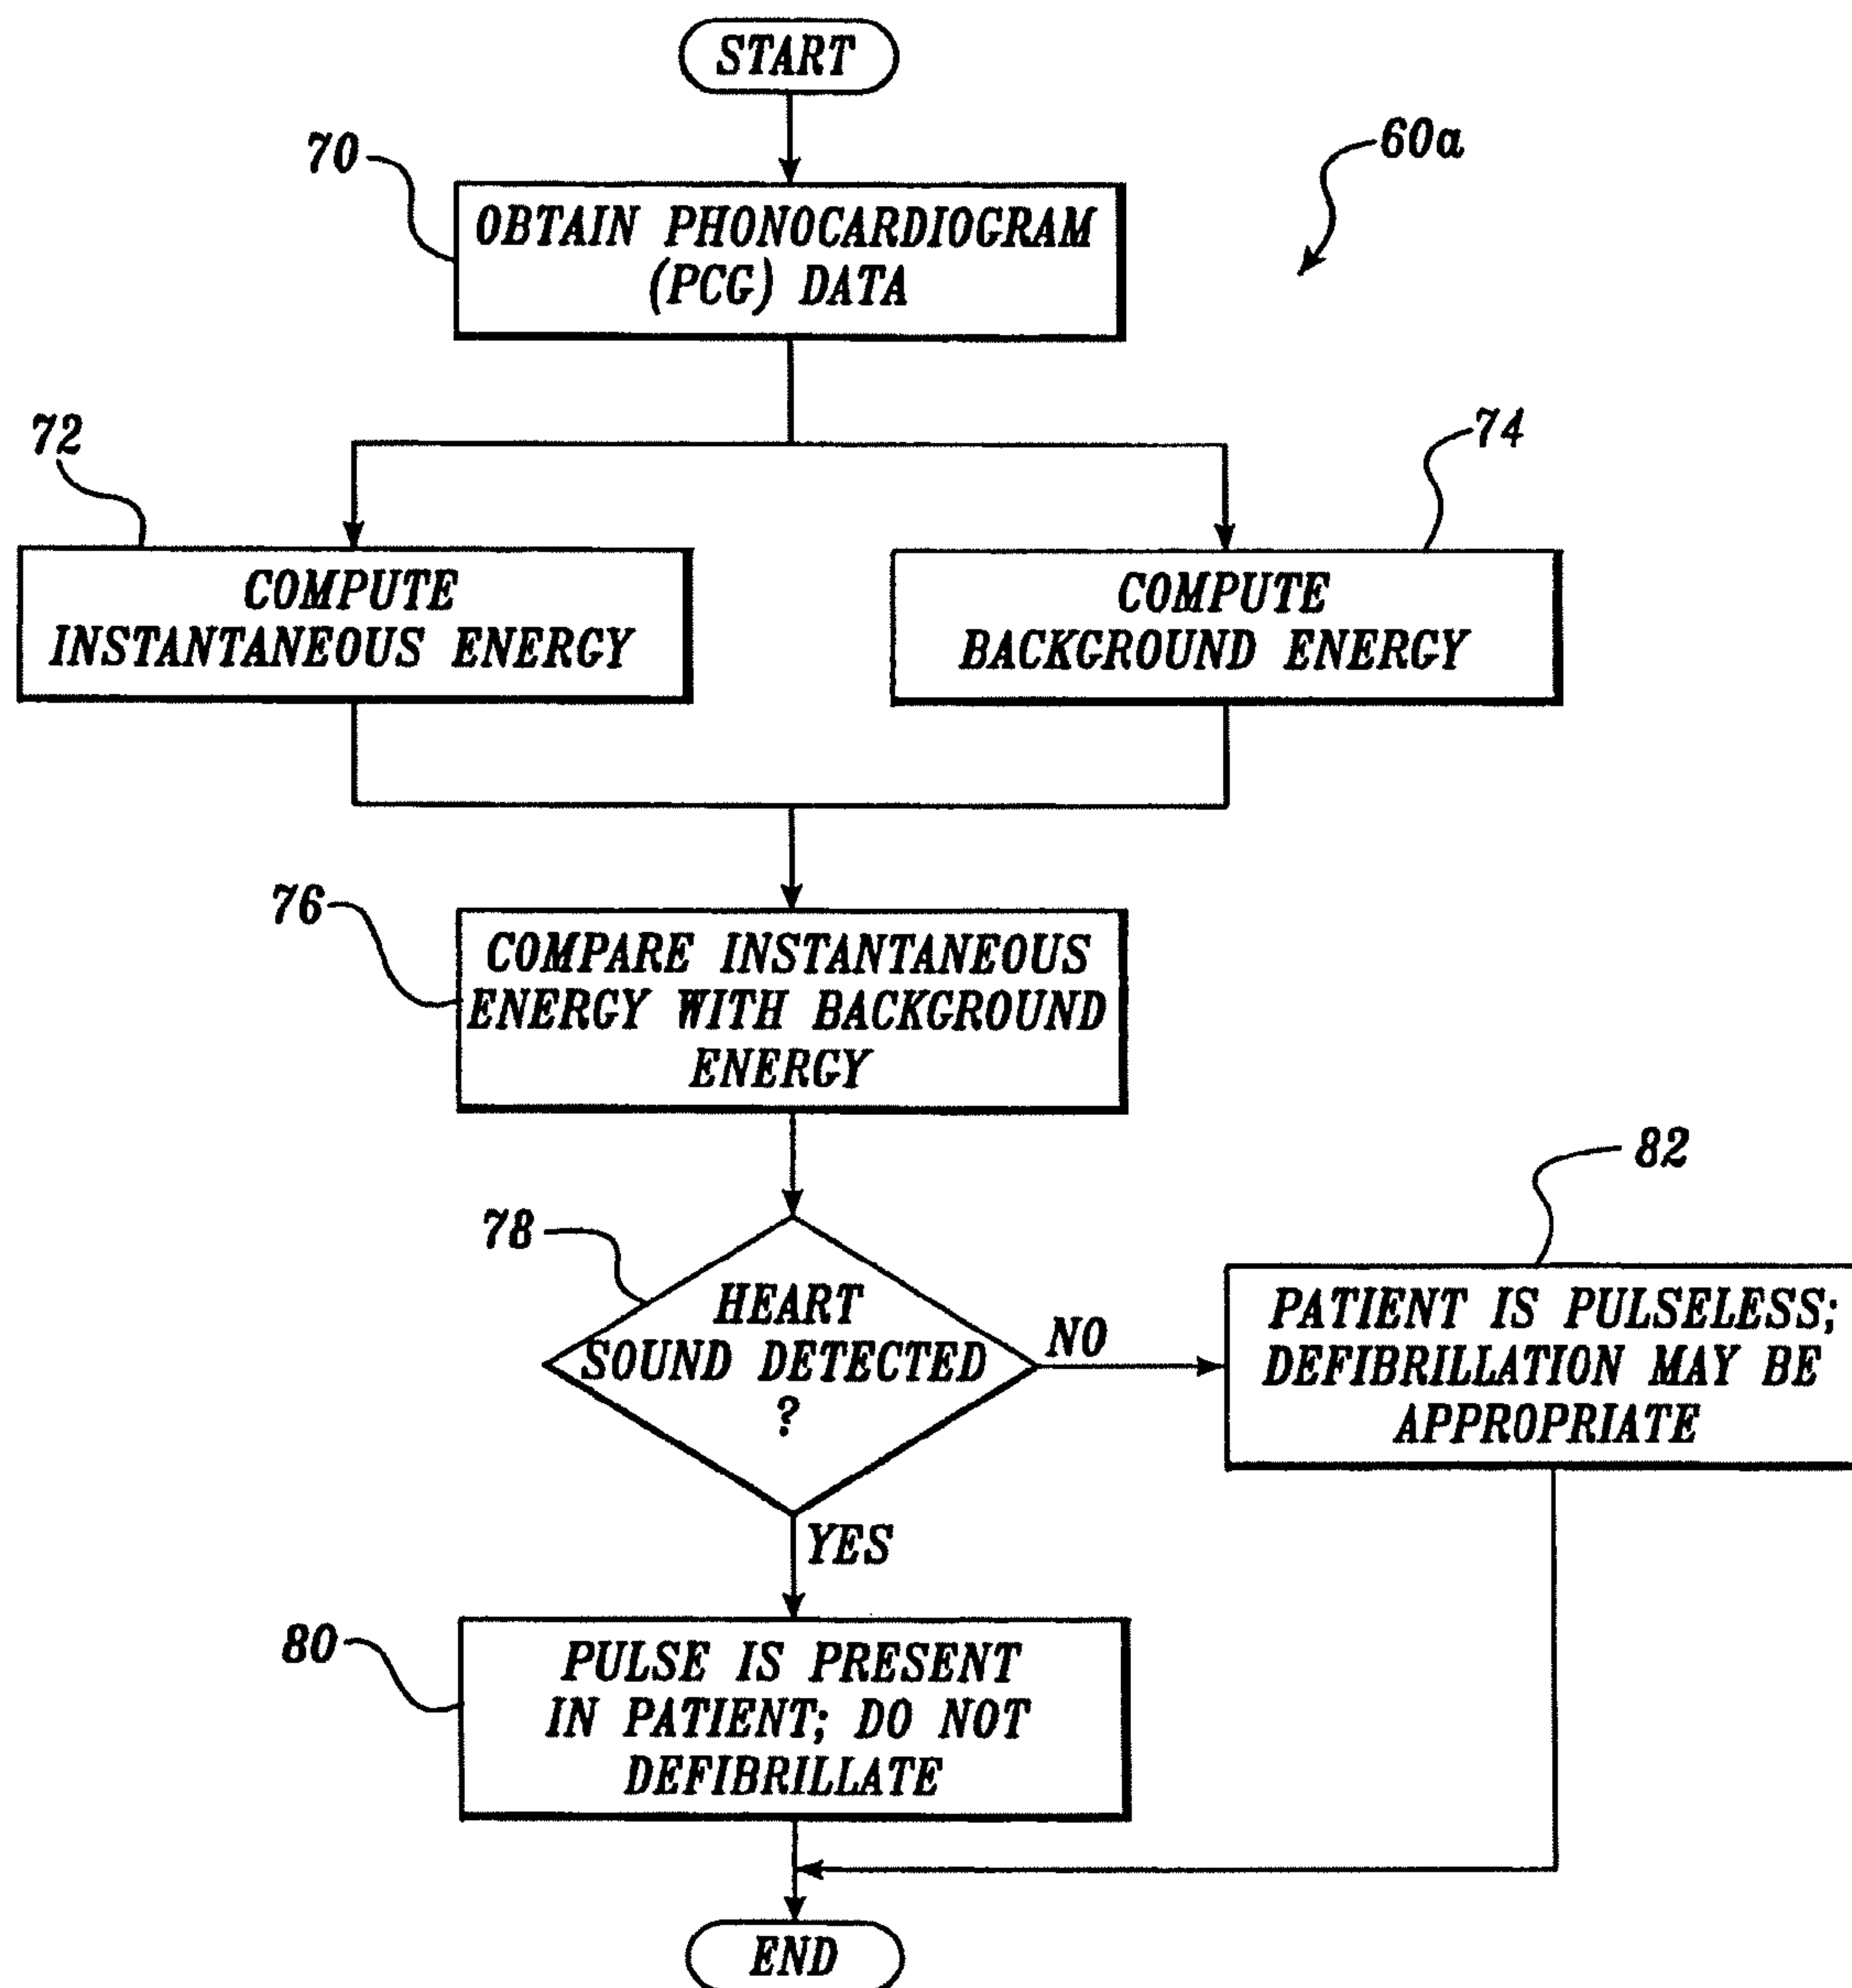 START
60a
70
OBTAIN PHONOCARDIOGRAM
(PCG) DATA
72
74
COMPUTE
INSTANTANEOUS ENERGY
COMPUTE
BACKGROUND ENERGY
76
COMPARE INSTANTANEOUS
ENERGY WITH BACKGROUND
ENERGY
78
HEART
SOUND DETECTED
?
NO
82
PATIENT IS PULSELESS;
DEFIBRILLATION MAY BE
APPROPRIATE
YES
80
PULSE IS PRESENT
IN PATIENT; DO NOT
DEFIBRILLATE
END